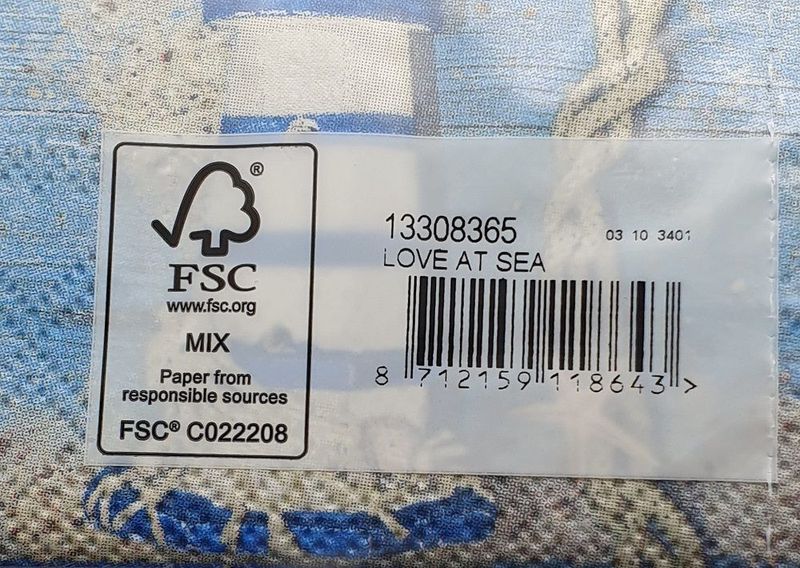 ®
FSC
www.fsc.org
MIX
Paper from
responsible sources
FSC® C022208
13308365
03 10 3401
LOVE AT SEA
8 712159 118643 >